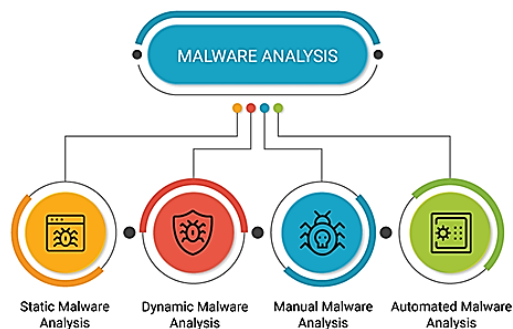 MALWARE ANALYSIS
Static Malware
Analysis
Dynamic Malware
Analysis
Manual Malware
Analysis
Automated Malware
Analysis